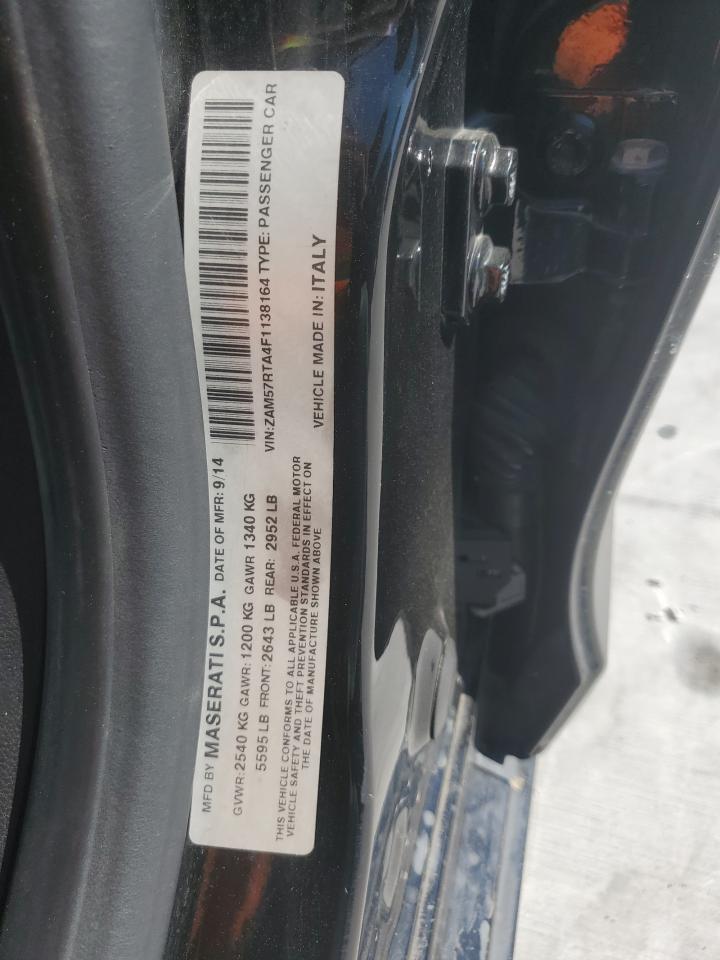 MFD BY MASERATI S.P.A. DATE OF MFR: 9/14
GVWR: 2540 KG GAWR: 1200 KG GAWR 1340 KG
5595 LB FRONT: 2643 LB REAR: 2952 LB
VIN:ZAM57RTA4F1138164 TYPE: PASSENGER CAR
THIS VEHICLE CONFORMS TO ALL APPLICABLE U.S.A. FEDERAL MOTOR
VEHICLE SAFETY AND THEFT PREVENTION STANDARDS IN EFFECT ON
THE DATE OF MANUFACTURE SHOWN ABOVE
VEHICLE MADE IN: ITALY